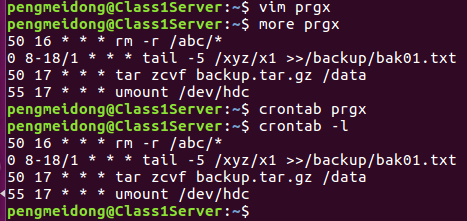 pengmeidong@Class1Server:~$ vim prgx
pengmeidong@Class1Server:~$ more prgx
50 16 * * * rm -r /abc/*
0 8-18/1 * * * tail -5 /xyz/x1 >>/backup/bak01.txt
50 17 * * * tar zcvf backup.tar.gz /data
55 17 * * * umount /dev/hdc
pengmeidong@Class1Server:~$ crontab prgx
pengmeidong@Class1Server:~$ crontab -l
50 16 * * * rm -r /abc/*
0 8-18/1 * * * tail -5 /xyz/x1 >>/backup/bak01.txt
50 17 * * * tar zcvf backup.tar.gz /data
55 17 * * * umount /dev/hdc
pengmeidong@Class1Server:~$